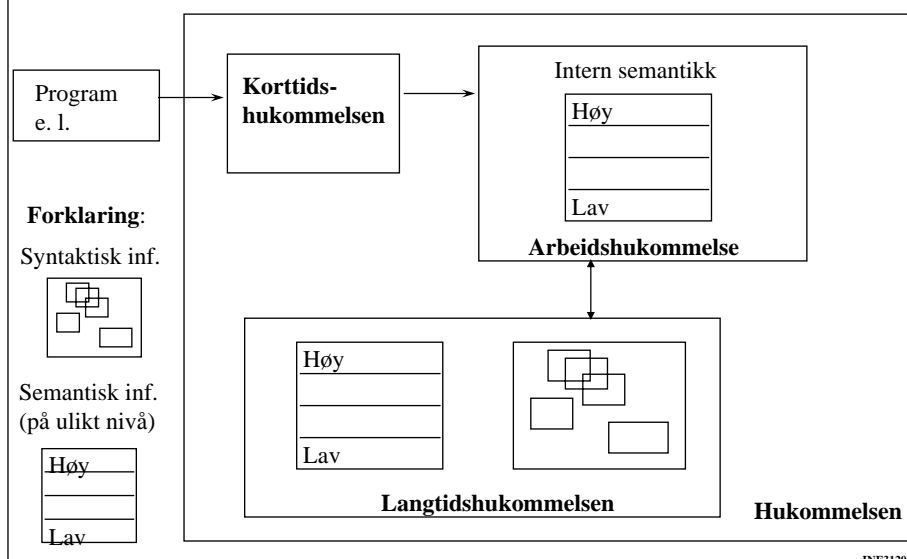 Program
e. l.
Korttids-
hukommelsen
Intern semantikk
Høy
Lav
Arbeidshukommelse
Forklaring:
Syntaktisk inf.
Semantisk inf.
(på ulikt nivå)
Høy
Lav
Høy
Lav
Langtidshukommelsen
Hukommelsen